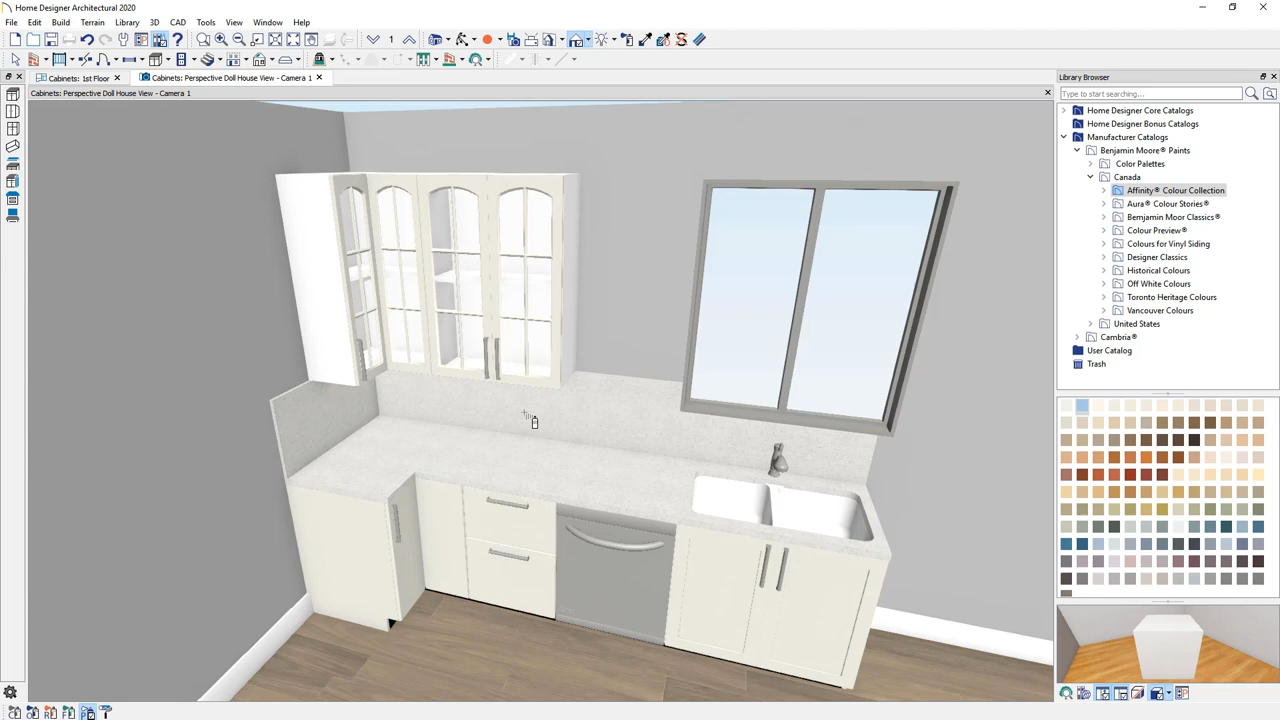 Home Designer Architectural 2020
File Edit Build Terrain Library 3D CAD Tools View Window Help
1
Cabinets: 1st Floor
Cabinets: Perspective Doll House View - Camera 1
Cabinets: Perspective Doll House View - Camera 1
Library Browser
Type to start searching...
Home Designer Core Catalogs
Home Designer Bonus Catalogs
Manufacturer Catalogs
Benjamin Moore® Paints
Color Palettes
Canada
Affinity® Colour Collection
Aura® Colour Stories®
Benjamin Moor Classics®
Colour Preview®
Colours for Vinyl Siding
Designer Classics
Historical Colours
Off White Colours
Toronto Heritage Colours
Vancouver Colours
United States
Cambria®
User Catalog
Trash